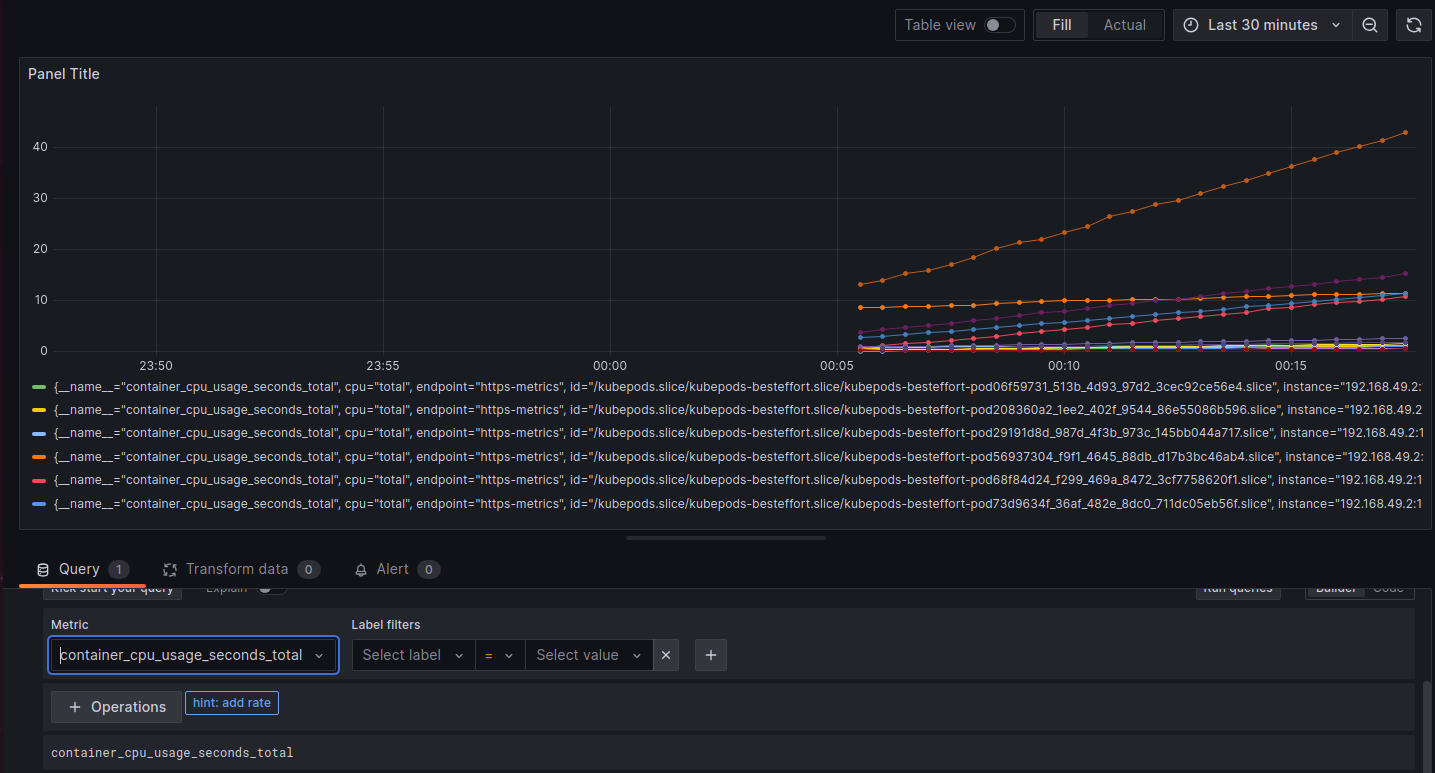 Table view Fill Actual Last 30 minutes
Panel Title
40
30
20
10
0
23:50 23:55 00:00 00:05 00:10 00:15
{__name__="container_cpu_usage_seconds_total", cpu="total", endpoint="https-metrics", id="/kubepods.slice/kubepods-besteffort.slice/kubepods-besteffort-pod06f59731_513b_4d93_97d2_3cec92ce56e4.slice", instance="192.168.49.2:
{__name__="container_cpu_usage_seconds_total", cpu="total", endpoint="https-metrics", id="/kubepods.slice/kubepods-besteffort.slice/kubepods-besteffort-pod208360a2_1ee2_402f_9544_86e55086b596.slice", instance="192.168.49.2
{__name__="container_cpu_usage_seconds_total", cpu="total", endpoint="https-metrics", id="/kubepods.slice/kubepods-besteffort.slice/kubepods-besteffort-pod29191d8d_987d_4f3b_973c_145bb044a717.slice", instance="192.168.49.2:1
{__name__="container_cpu_usage_seconds_total", cpu="total", endpoint="https-metrics", id="/kubepods.slice/kubepods-besteffort.slice/kubepods-besteffort-pod56937304_f9f1_4645_88db_d17b3bc46ab4.slice", instance="192.168.49.2:
{__name__="container_cpu_usage_seconds_total", cpu="total", endpoint="https-metrics", id="/kubepods.slice/kubepods-besteffort.slice/kubepods-besteffort-pod68f84d24_f299_469a_8472_3cf7758620f1.slice", instance="192.168.49.2:1
{__name__="container_cpu_usage_seconds_total", cpu="total", endpoint="https-metrics", id="/kubepods.slice/kubepods-besteffort.slice/kubepods-besteffort-pod73d9634f_36af_482e_8dc0_711dc05eb56f.slice", instance="192.168.49.2:1
Query 1 Transform data 0 Alert 0
Kick start your query Explain Run queries Builder Code
Metric Label filters
container_cpu_usage_seconds_total Select label = Select value
+ Operations hint: add rate
container_cpu_usage_seconds_total